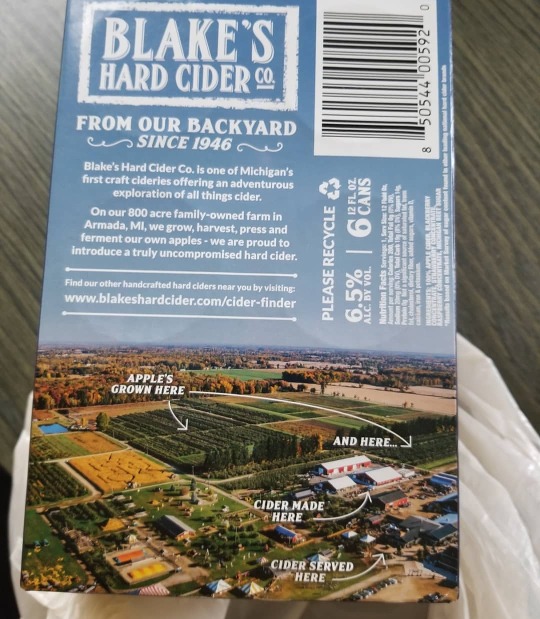 BLAKE'S
HARD CIDER CO.
FROM OUR BACKYARD
SINCE 1946
Blake's Hard Cider Co. is one of Michigan's
first craft cideries offering an adventurous
exploration of all things cider.
On our 800 acre family-owned farm in
Armada, MI, we grow, harvest, press and
ferment our own apples - we are proud to
introduce a truly uncompromised hard cider.
Find our other handcrafted hard ciders near you by visiting:
www.blakeshardcider.com/cider-finder
8 50544 00592 0
PLEASE RECYCLE
6.5%
ALC. BY VOL.
6 12 FL. OZ.
CANS
Nutrition Facts
APPLE'S
GROWN HERE
AND HERE...
CIDER MADE
HERE
CIDER SERVED
HERE